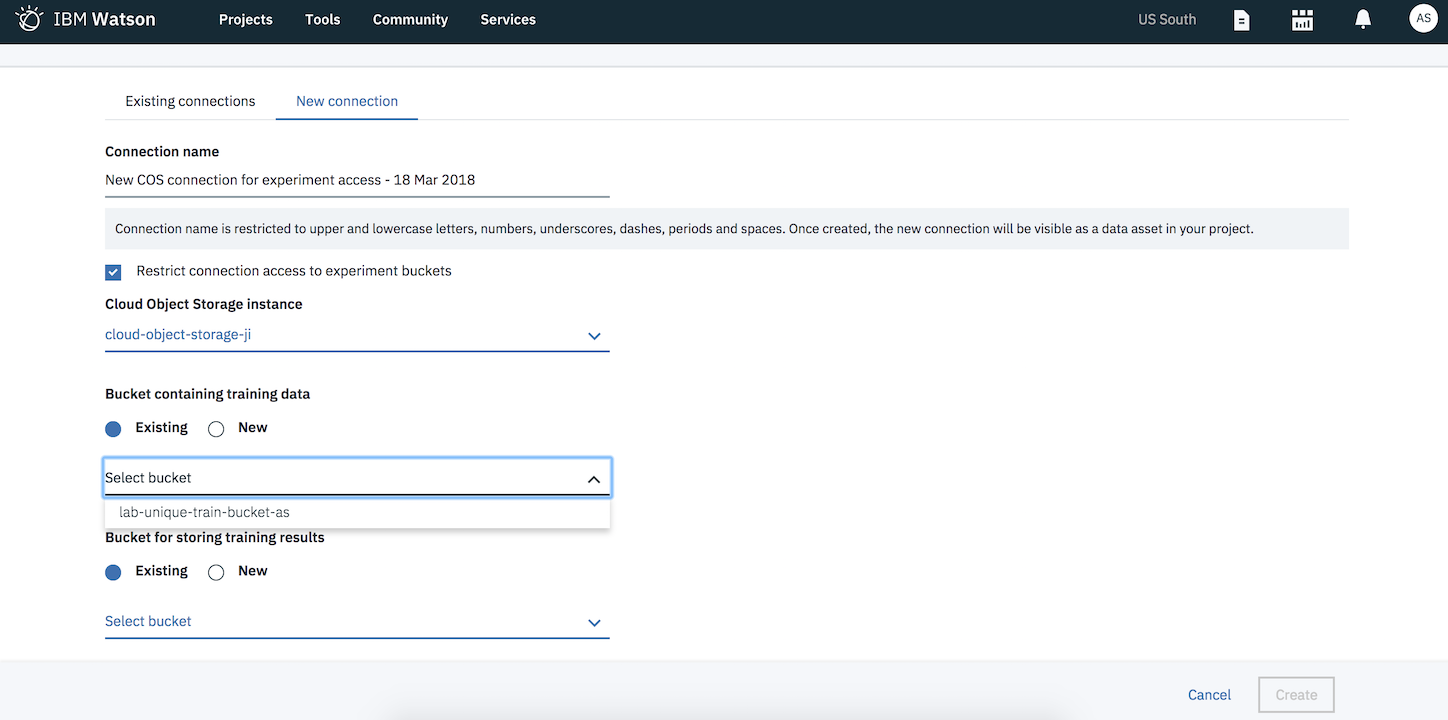 IBM Watson Projects Tools Community Services US South AS
Existing connections New connection
Connection name
New COS connection for experiment access - 18 Mar 2018
Connection name is restricted to upper and lowercase letters, numbers, underscores, dashes, periods and spaces. Once created, the new connection will be visible as a data asset in your project.
Restrict connection access to experiment buckets
Cloud Object Storage instance
cloud-object-storage-ji
Bucket containing training data
Existing New
Select bucket
lab-unique-train-bucket-as
Bucket for storing training results
Existing New
Select bucket
Cancel Create